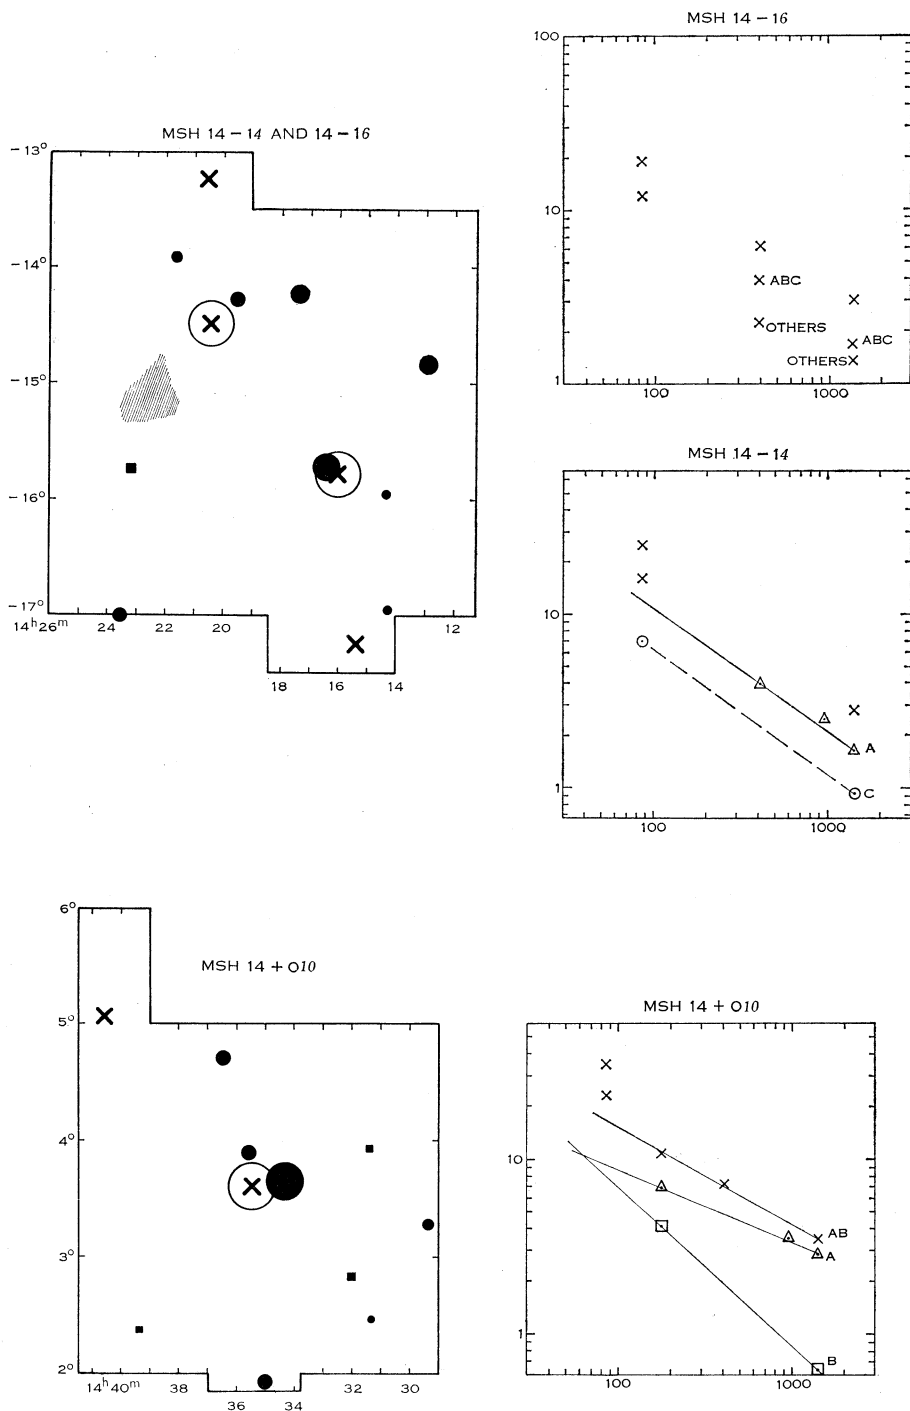 MSH 14 – 14 AND 14 – 16
– 13°
– 14°
– 15°
– 16°
– 17°
14ʰ26ᵐ 24 22 20 12
18 16 14
MSH 14 – 16
100
10
1
ABC
OTHERS
ABC
OTHERS
100 1000
MSH 14 – 14
10
1
A
C
100 1000
MSH 14 + 010
6°
5°
4°
3°
2°
14ʰ40ᵐ 38 32 30
36 34
MSH 14 + 010
10
1
AB
A
B
100 1000